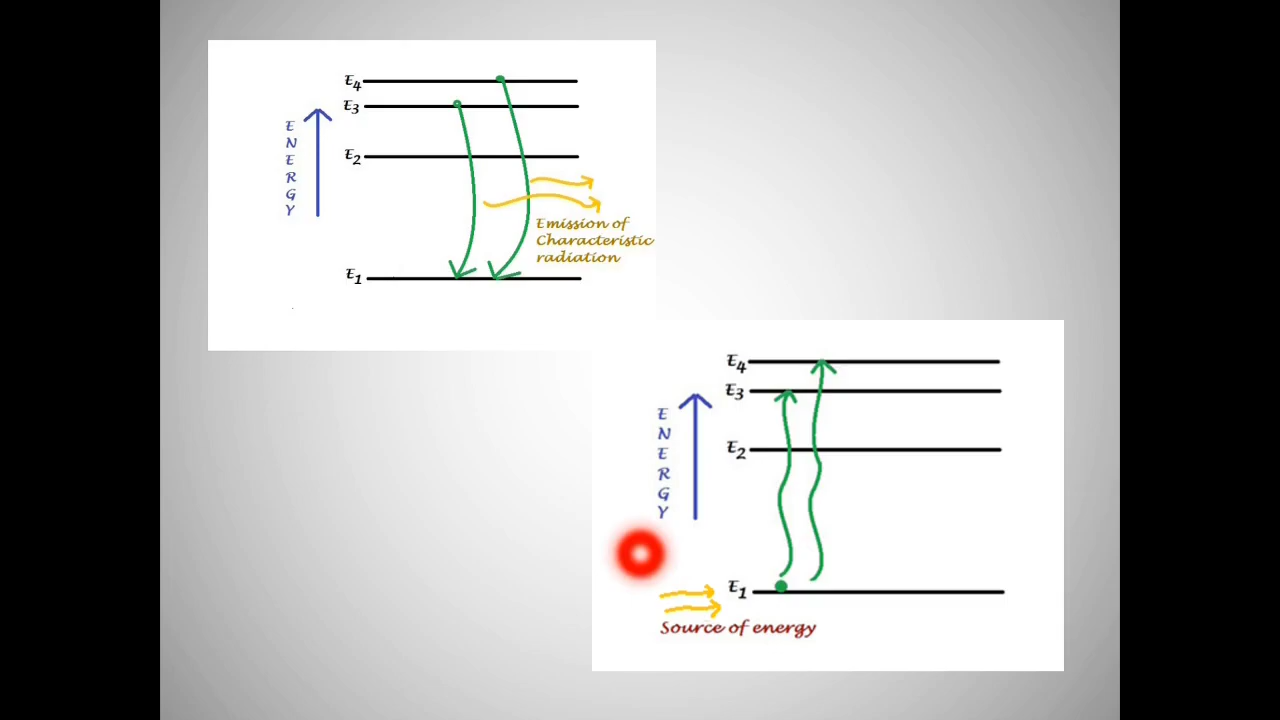 E4
E3
ENERGY
E2
Emission of
Characteristic
radiation
E1
E4
E3
ENERGY
E2
E1
Source of energy